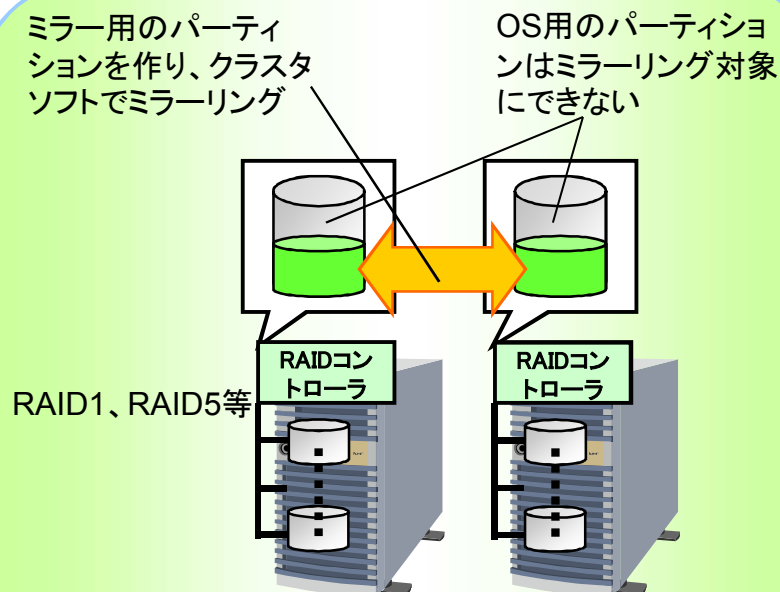 ミラー用のパーティ
ションを作り、クラスタ
ソフトでミラーリング
OS用のパーティショ
ンはミラーリング対象
にできない
RAIDコン
トローラ
RAIDコン
トローラ
RAID1、RAID5等